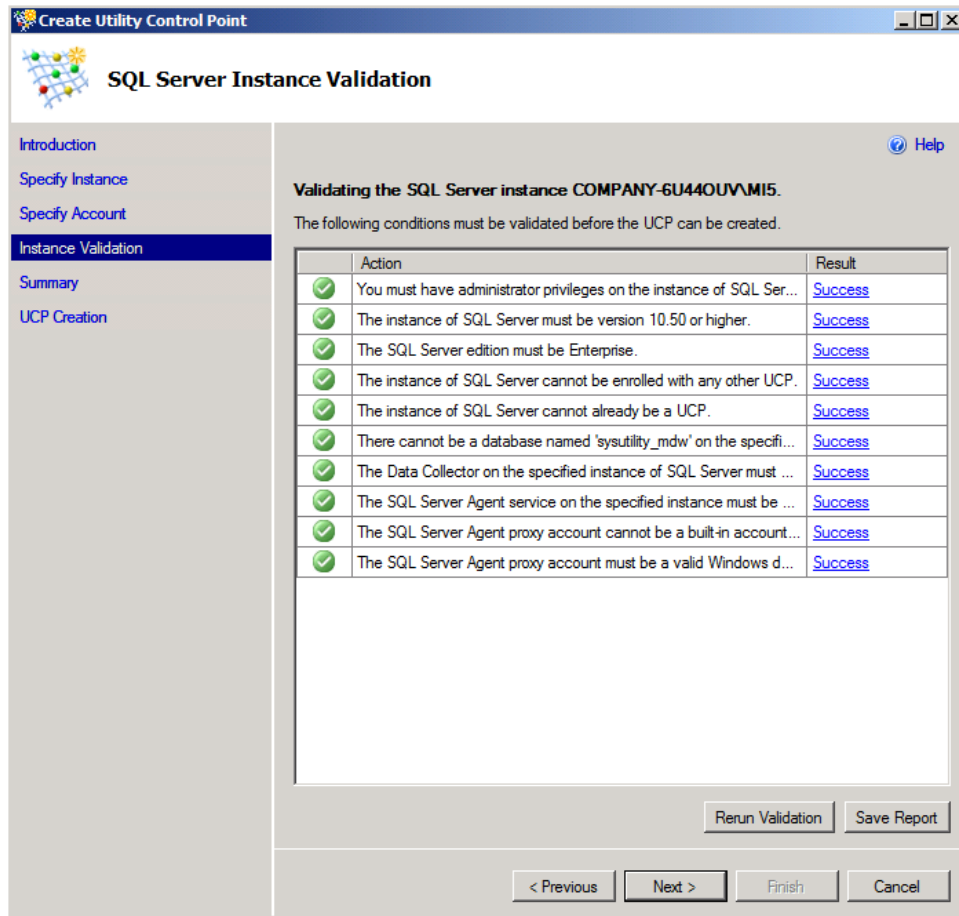 Create Utility Control Point
SQL Server Instance Validation
Introduction
Specify Instance
Specify Account
Instance Validation
Summary
UCP Creation
Help
Validating the SQL Server instance COMPANY-6U44OUV\MI5.
The following conditions must be validated before the UCP can be created.
Action Result
You must have administrator privileges on the instance of SQL Ser... Success
The instance of SQL Server must be version 10.50 or higher. Success
The SQL Server edition must be Enterprise. Success
The instance of SQL Server cannot be enrolled with any other UCP. Success
The instance of SQL Server cannot already be a UCP. Success
There cannot be a database named 'sysutility_mdw' on the specifi... Success
The Data Collector on the specified instance of SQL Server must ... Success
The SQL Server Agent service on the specified instance must be ... Success
The SQL Server Agent proxy account cannot be a built-in account... Success
The SQL Server Agent proxy account must be a valid Windows d... Success
Rerun Validation Save Report
< Previous Next > Finish Cancel